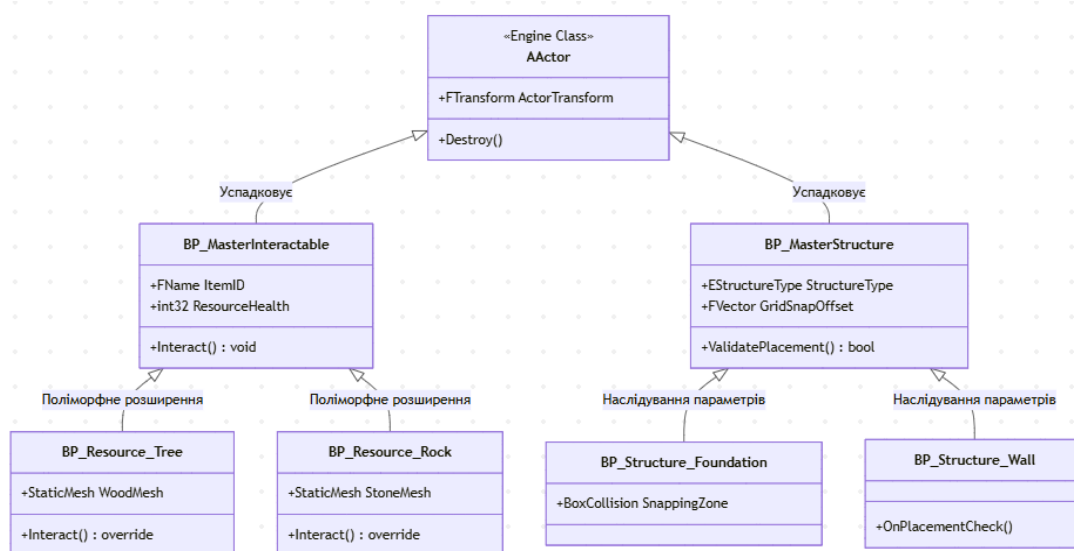 «Engine Class»
AActor
+FTransform ActorTransform
+Destroy()
Успадковує
Успадковує
BP_MasterInteractable
+FName ItemID
+int32 ResourceHealth
+Interact() : void
BP_MasterStructure
+EStructureType StructureType
+FVector GridSnapOffset
+ValidatePlacement() : bool
Поліморфне розширення
Поліморфне розширення
Наслідування параметрів
Наслідування параметрів
BP_Resource_Tree
+StaticMesh WoodMesh
+Interact() : override
BP_Resource_Rock
+StaticMesh StoneMesh
+Interact() : override
BP_Structure_Foundation
+BoxCollision SnappingZone
BP_Structure_Wall
+OnPlacementCheck()